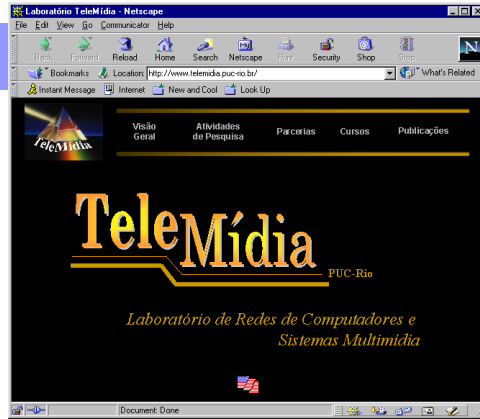 Laboratório TeleMídia - Netscape
File Edit View Go Communicator Help
Back Forward Reload Home Search Netscape Print Security Shop Stop
N
Bookmarks Location: http://www.telemidia.puc-rio.br/ What's Related
Instant Message Internet New and Cool Look Up
TeleMídia
Visão Geral
Atividades de Pesquisa
Parcerias
Cursos
Publicações
TeleMídia
PUC-Rio
Laboratório de Redes de Computadores e
Sistemas Multimídia
Document: Done